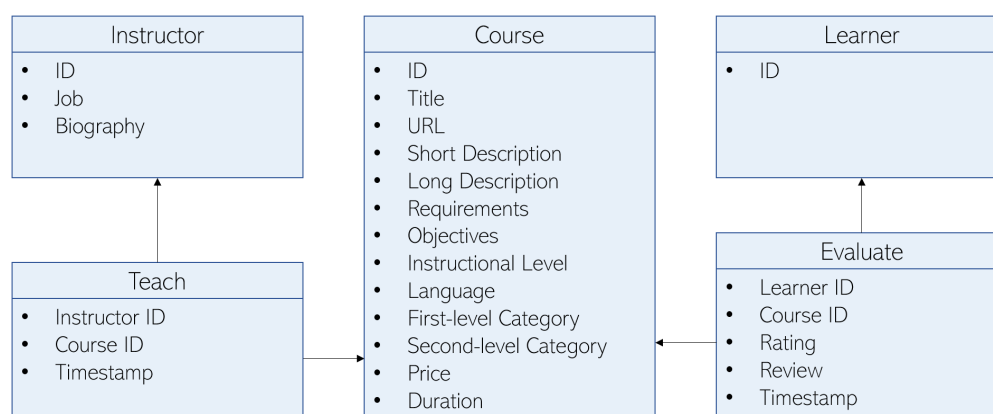 Instructor
• ID
• Job
• Biography
Teach
• Instructor ID
• Course ID
• Timestamp
Course
• ID
• Title
• URL
• Short Description
• Long Description
• Requirements
• Objectives
• Instructional Level
• Language
• First-level Category
• Second-level Category
• Price
• Duration
Learner
• ID
Evaluate
• Learner ID
• Course ID
• Rating
• Review
• Timestamp